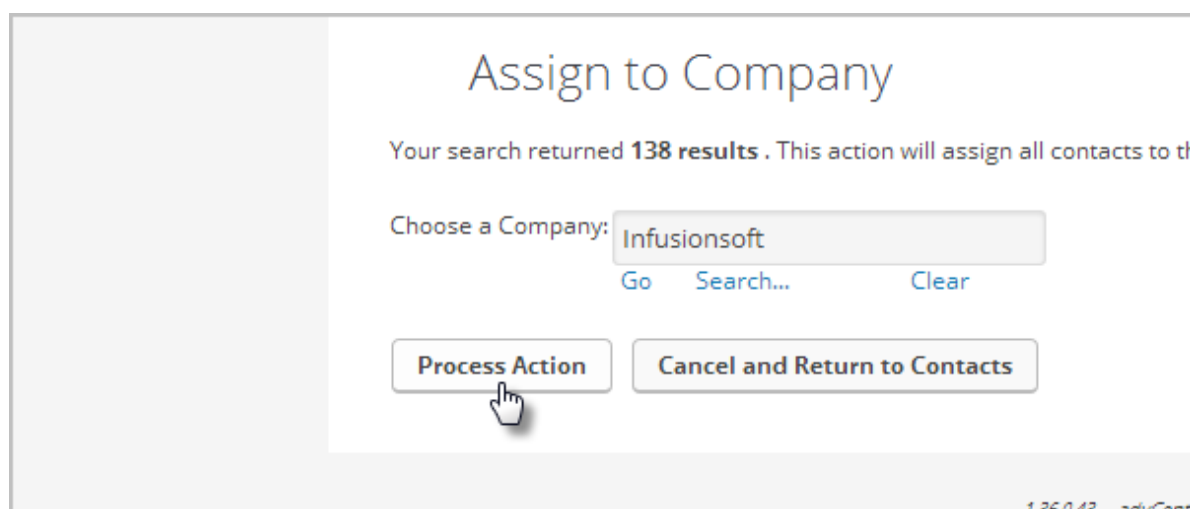 Assign to Company
Your search returned 138 results . This action will assign all contacts to
Choose a Company: Infusionsoft
Go Search... Clear
Process Action Cancel and Return to Contacts